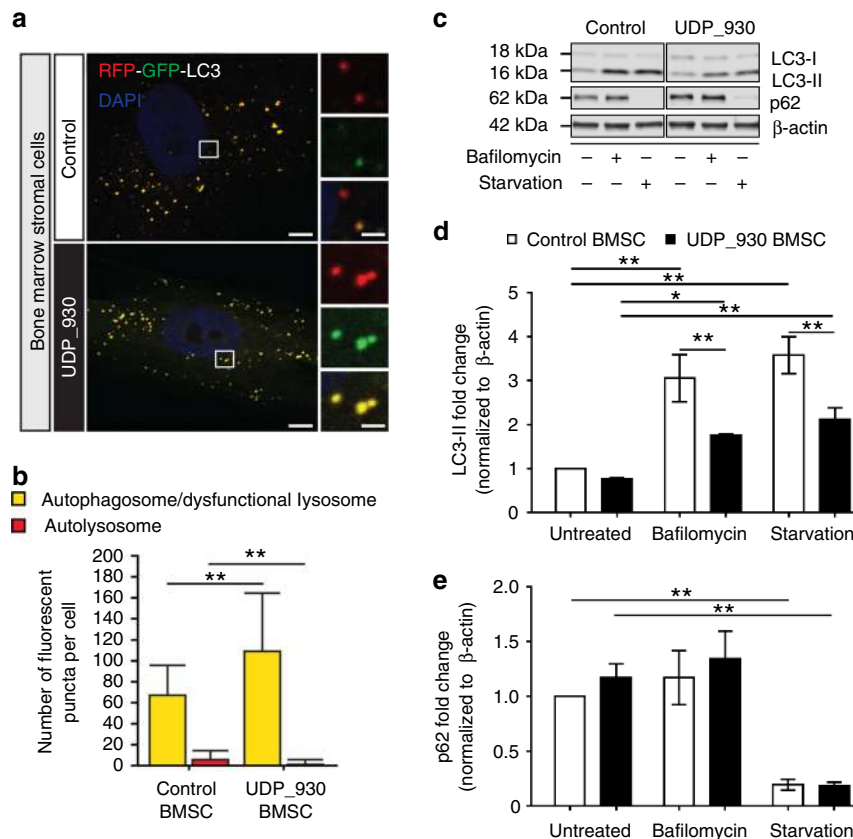 a
Bone marrow stromal cells
Control
UDP_930
RFP-GFP-LC3
DAPI
b
Autophagosome/dysfunctional lysosome
Autolysosome
Number of fluorescent
puncta per cell
200
180
160
140
120
100
80
60
40
20
0
**
**
Control
BMSC
UDP_930
BMSC
c
Control UDP_930
18 kDa
16 kDa
62 kDa
42 kDa
LC3-I
LC3-II
p62
β-actin
Bafilomycin − + − − + −
Starvation − − + − − +
d
Control BMSC UDP_930 BMSC
LC3-II fold change
(normalized to β-actin)
5
4
3
2
1
0
**
**
*
**
**
**
Untreated Bafilomycin Starvation
e
p62 fold change
(normalized to β-actin)
2.0
1.5
1.0
0.5
0
**
**
Untreated Bafilomycin Starvation